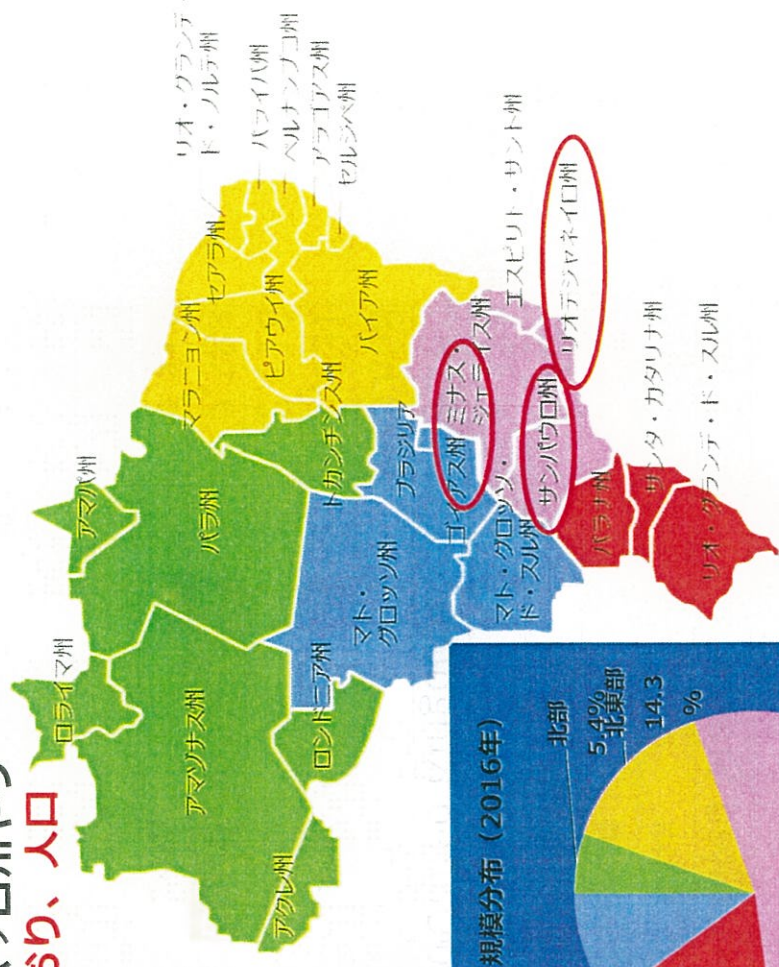 おり、人口
ロライマ州
アマパ州
アマゾナス州
パラ州
アクレ州
ロンドニア州
マラニョン州
セアラ州
リオ・グランデ・
ド・ノルテ州
パライバ州
ペルナンブコ州
アラゴアス州
セルジペ州
ピアウイ州
トカンチンス州
バイア州
マト・
グロッソ州
ブラジリア
ゴイアス州
ミナス・
ジェライス州
エスピリト・サント州
マト・グロッソ・
ド・スル州
サンパウロ州
リオデジャネイロ州
パラナ州
サンタ・カタリナ州
リオ・グランデ・ド・スル州
規模分布（2016年）
北部
5.4%
北東部
14.3
%